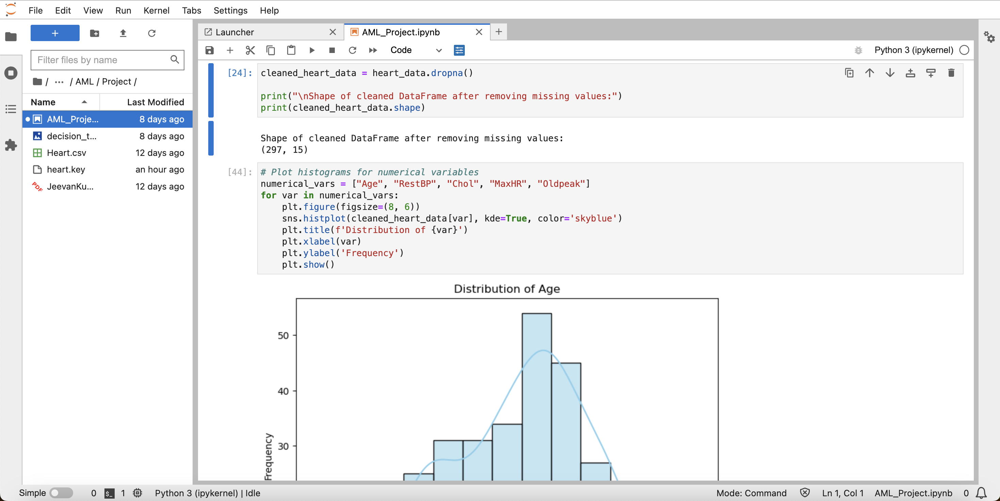 File Edit View Run Kernel Tabs Settings Help
Launcher
AML_Project.ipynb
Code
Python 3 (ipykernel)
Filter files by name
/ ... / AML / Project /
Name Last Modified
AML_Proje... 8 days ago
decision_t... 8 days ago
Heart.csv 12 days ago
heart.key an hour ago
PDF JeevanKu... 12 days ago
[24]: cleaned_heart_data = heart_data.dropna()
print("\nShape of cleaned DataFrame after removing missing values:")
print(cleaned_heart_data.shape)
Shape of cleaned DataFrame after removing missing values:
(297, 15)
[44]: # Plot histograms for numerical variables
numerical_vars = ["Age", "RestBP", "Chol", "MaxHR", "Oldpeak"]
for var in numerical_vars:
    plt.figure(figsize=(8, 6))
    sns.histplot(cleaned_heart_data[var], kde=True, color='skyblue')
    plt.title(f'Distribution of {var}')
    plt.xlabel(var)
    plt.ylabel('Frequency')
    plt.show()
Distribution of Age
50
40
30
Frequency
Simple 0 $_ 1 Python 3 (ipykernel) | Idle Mode: Command Ln 1, Col 1 AML_Project.ipynb 0